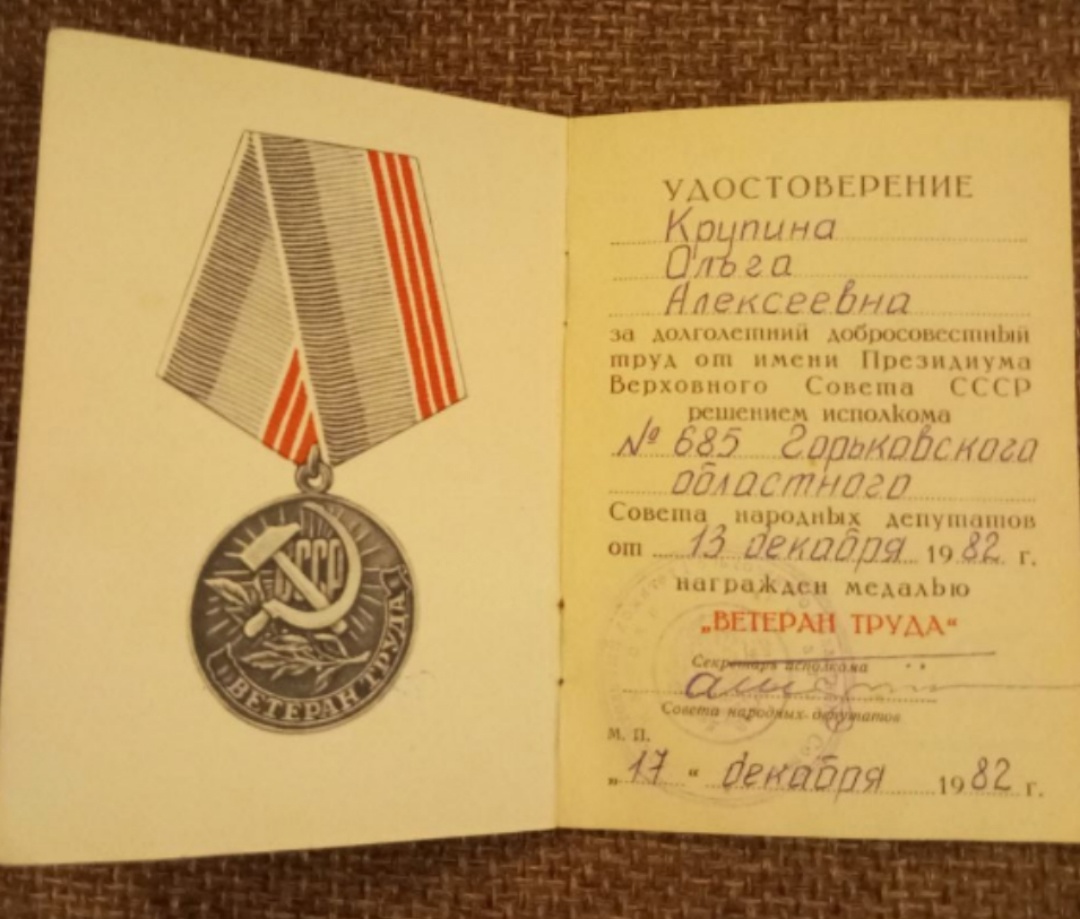 СССР
ВЕТЕРАН ТРУДА
УДОСТОВЕРЕНИЕ
Крупина
Ольга
Алексеевна
за долголетний добросовестный
труд от имени Президиума
Верховного Совета СССР
решением исполкома
№ 685 Горьковского
областного
Совета народных депутатов
от 13 декабря 1982 г.
награжден медалью
„ВЕТЕРАН ТРУДА“
Секретарь исполкома
Совета народных депутатов
М. П.
„17“ декабря 1982 г.